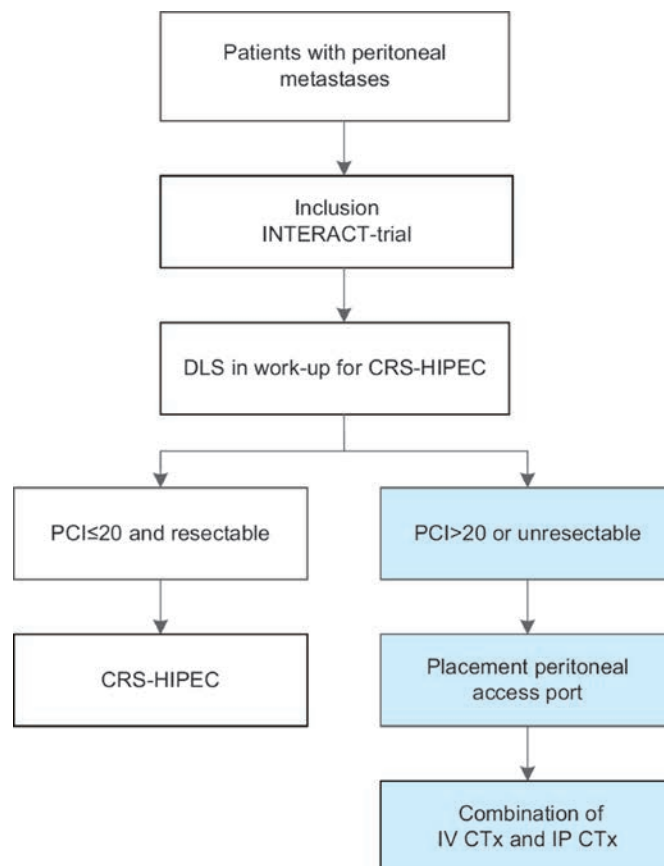 Patients with peritoneal
metastases
Inclusion
INTERACT-trial
DLS in work-up for CRS-HIPEC
PCI≤20 and resectable
PCI>20 or unresectable
CRS-HIPEC
Placement peritoneal
access port
Combination of
IV CTx and IP CTx